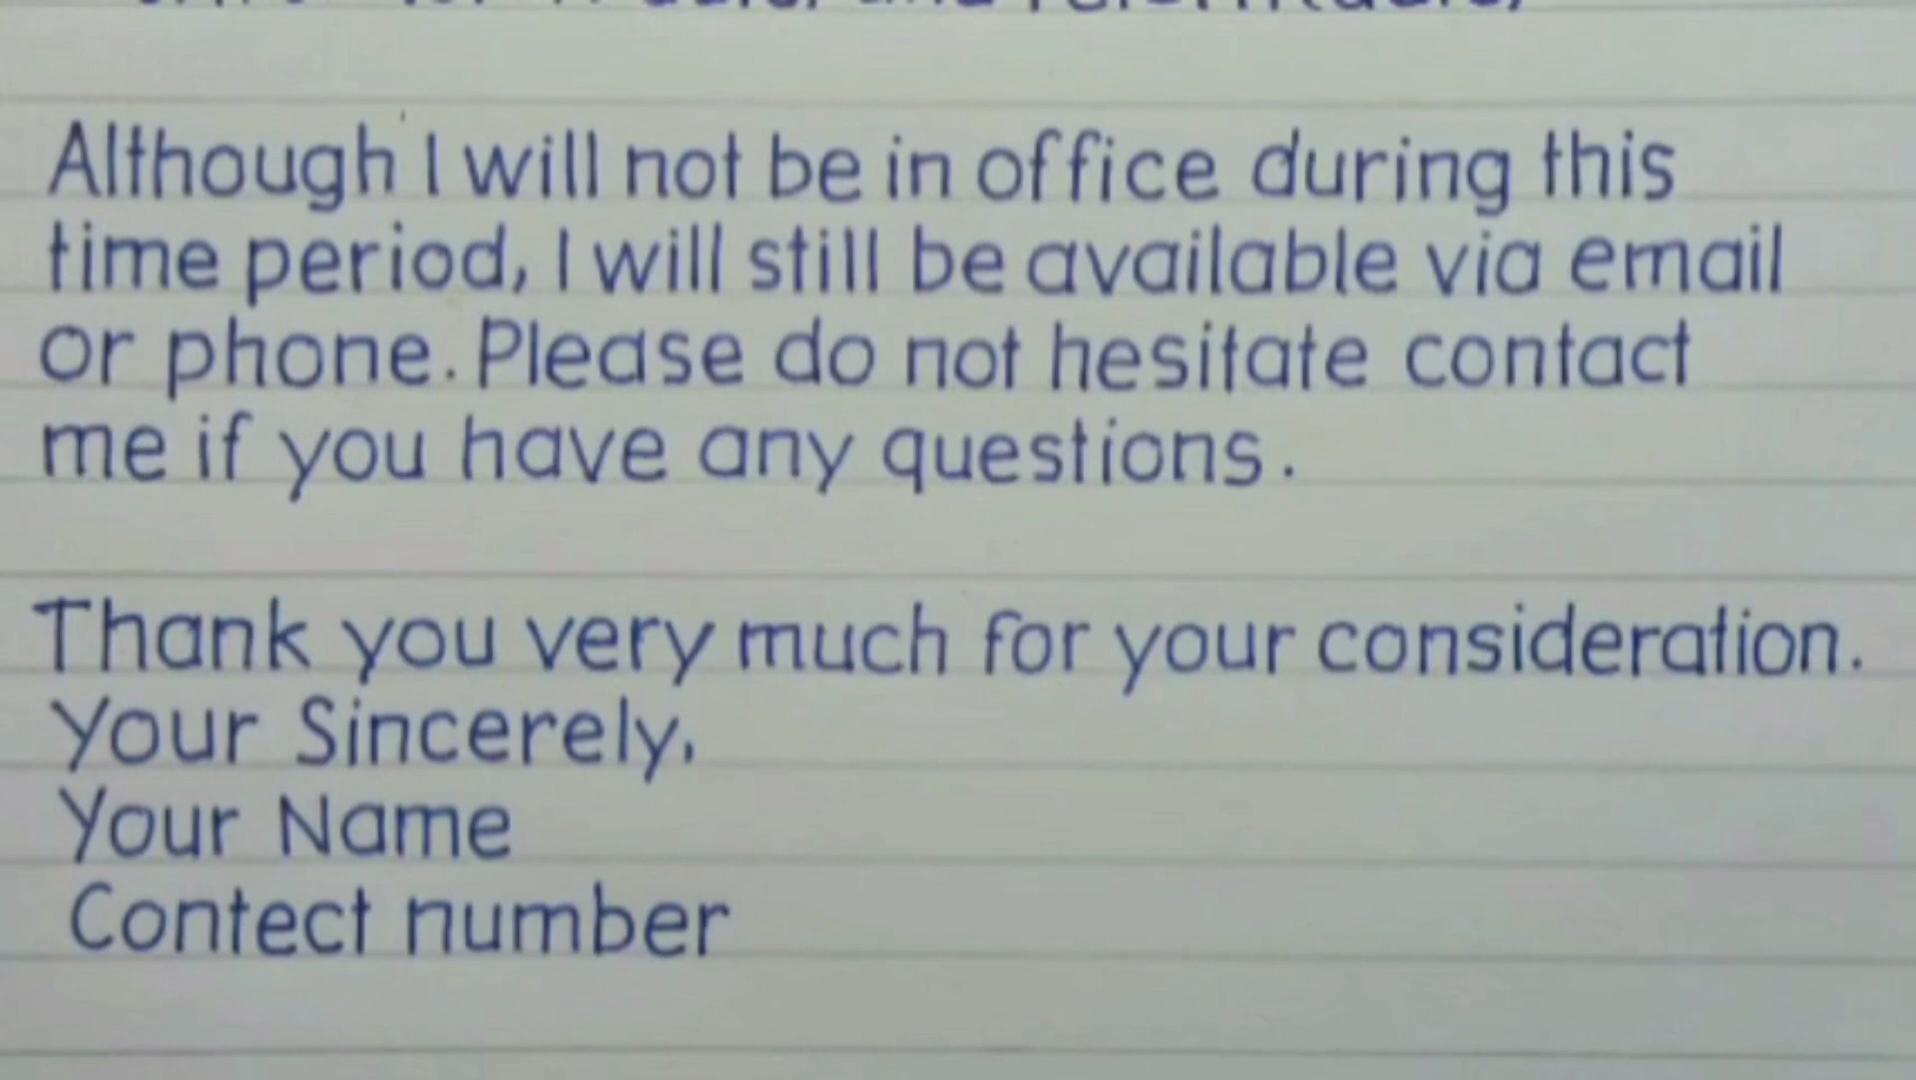 Although I will not be in office during this
time period, I will still be available via email
or phone. Please do not hesitate contact
me if you have any questions.
Thank you very much for your consideration.
Your Sincerely,
Your Name
Contect number